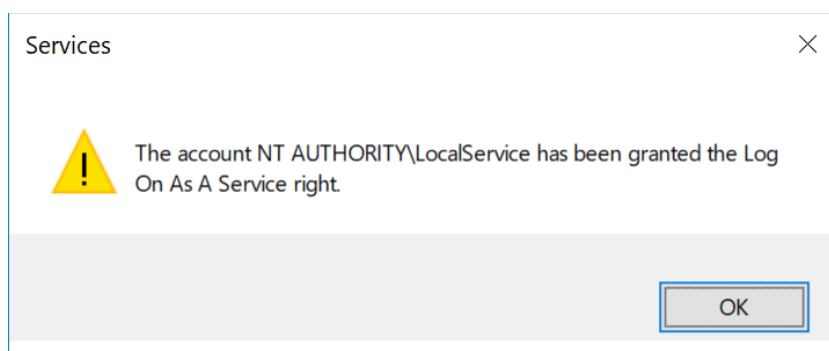 Services
The account NT AUTHORITY\LocalService has been granted the Log
On As A Service right.
OK